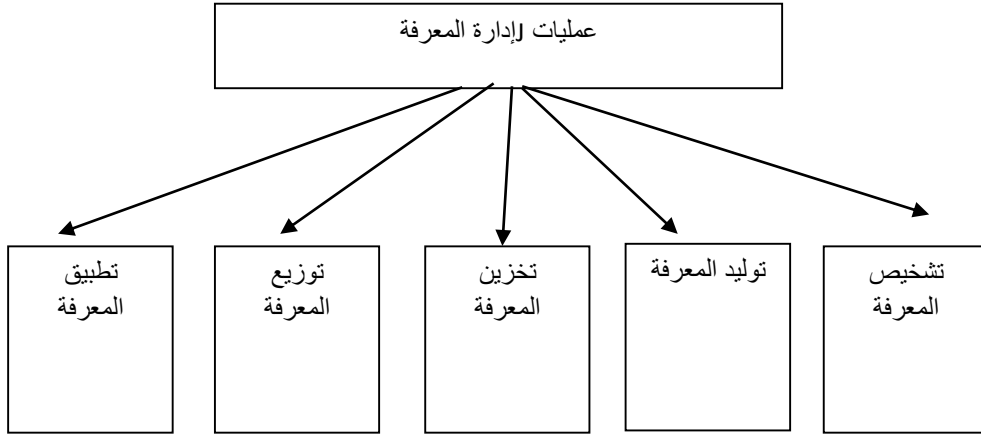 عمليات إدارة المعرفة
تشخيص
المعرفة
توليد المعرفة
تخزين
المعرفة
توزيع
المعرفة
تطبيق
المعرفة